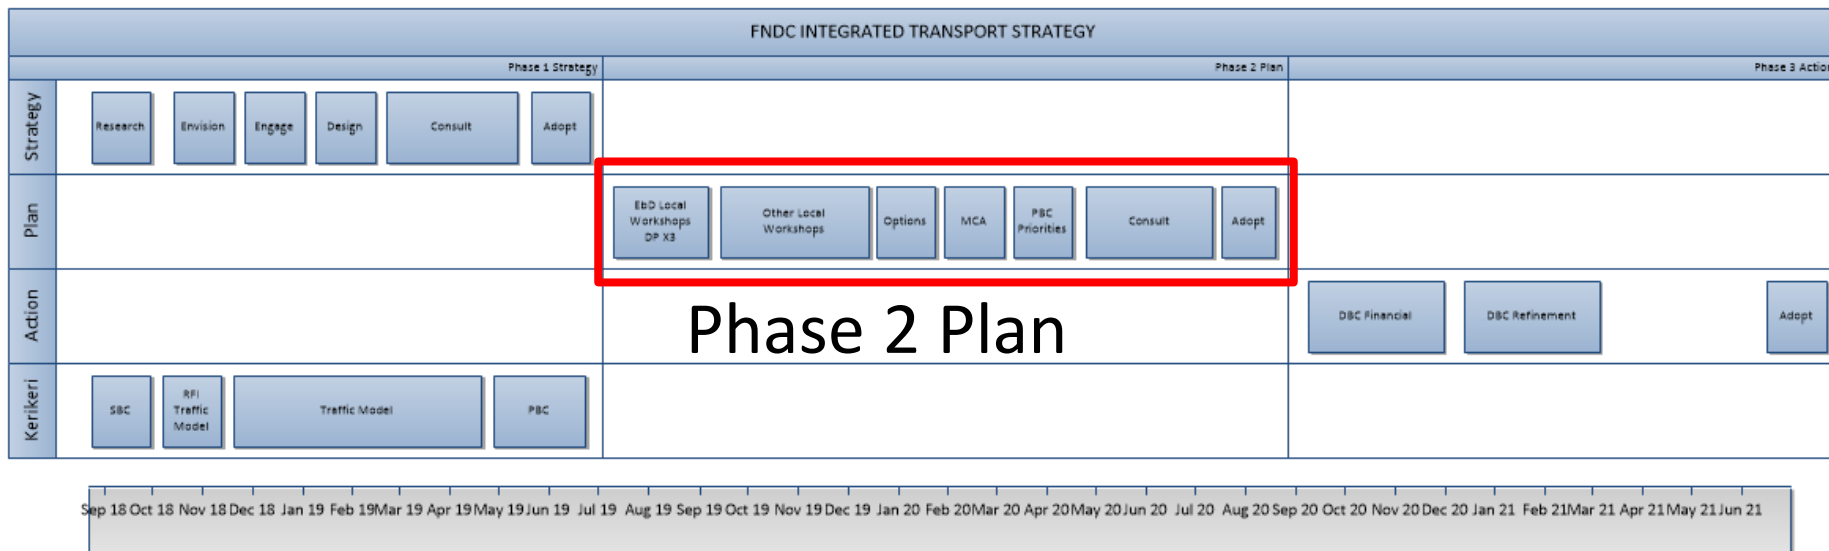 FNDC INTEGRATED TRANSPORT STRATEGY
Phase 1 Strategy
Phase 2 Plan
Phase 3 Action
Strategy
Research
Envision
Engage
Design
Consult
Adopt
Plan
EbD Local
Workshops
DP X3
Other Local
Workshops
Options
MCA
PBC
Priorities
Consult
Adopt
Action
Phase 2 Plan
DBC Financial
DBC Refinement
Adopt
Kerikeri
SBC
RFI
Traffic
Model
Traffic Model
PBC
Sep 18 Oct 18 Nov 18 Dec 18 Jan 19 Feb 19 Mar 19 Apr 19 May 19 Jun 19 Jul 19 Aug 19 Sep 19 Oct 19 Nov 19 Dec 19 Jan 20 Feb 20 Mar 20 Apr 20 May 20 Jun 20 Jul 20 Aug 20 Sep 20 Oct 20 Nov 20 Dec 20 Jan 21 Feb 21 Mar 21 Apr 21 May 21 Jun 21